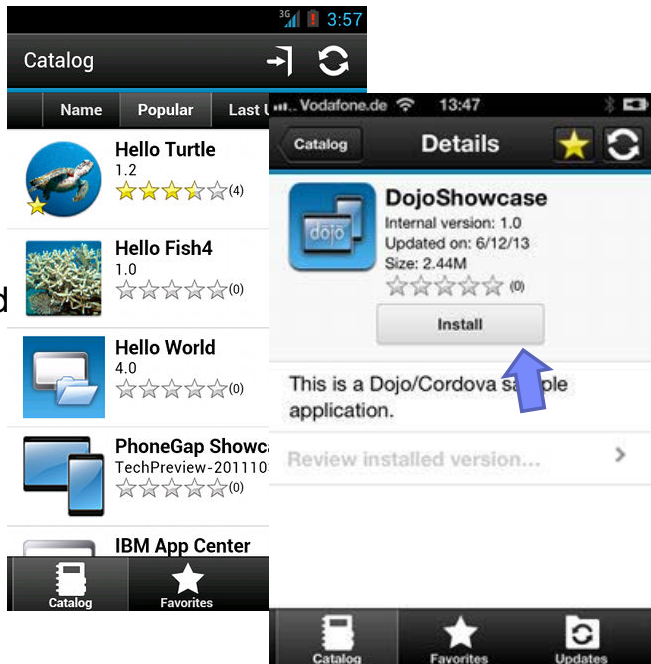 3G 3:57
Catalog
Name Popular Last U
Hello Turtle
1.2
(4)
Hello Fish4
1.0
(0)
d
Hello World
4.0
(0)
PhoneGap Showca
TechPreview-2011103
(0)
IBM App Center
Catalog Favorites
Vodafone.de 13:47
Catalog Details
DojoShowcase
dojo
Internal version: 1.0
Updated on: 6/12/13
Size: 2.44M
(0)
Install
This is a Dojo/Cordova sample
application.
Review installed version...
Catalog Favorites Updates